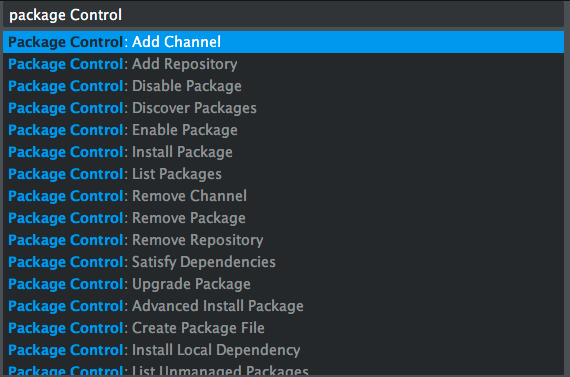 package Control
Package Control: Add Channel
Package Control: Add Repository
Package Control: Disable Package
Package Control: Discover Packages
Package Control: Enable Package
Package Control: Install Package
Package Control: List Packages
Package Control: Remove Channel
Package Control: Remove Package
Package Control: Remove Repository
Package Control: Satisfy Dependencies
Package Control: Upgrade Package
Package Control: Advanced Install Package
Package Control: Create Package File
Package Control: Install Local Dependency
Package Control: List Unmanaged Packages